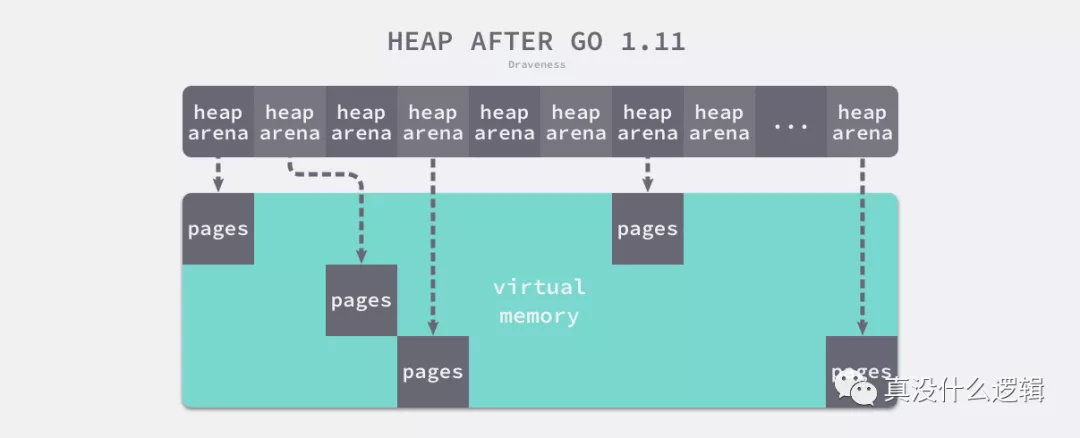 HEAP AFTER GO 1.11
Draveness
heap heap heap heap heap heap heap heap ... heap
arena arena arena arena arena arena arena arena arena
pages pages
pages
virtual
memory
pages pages
真没什么逻辑